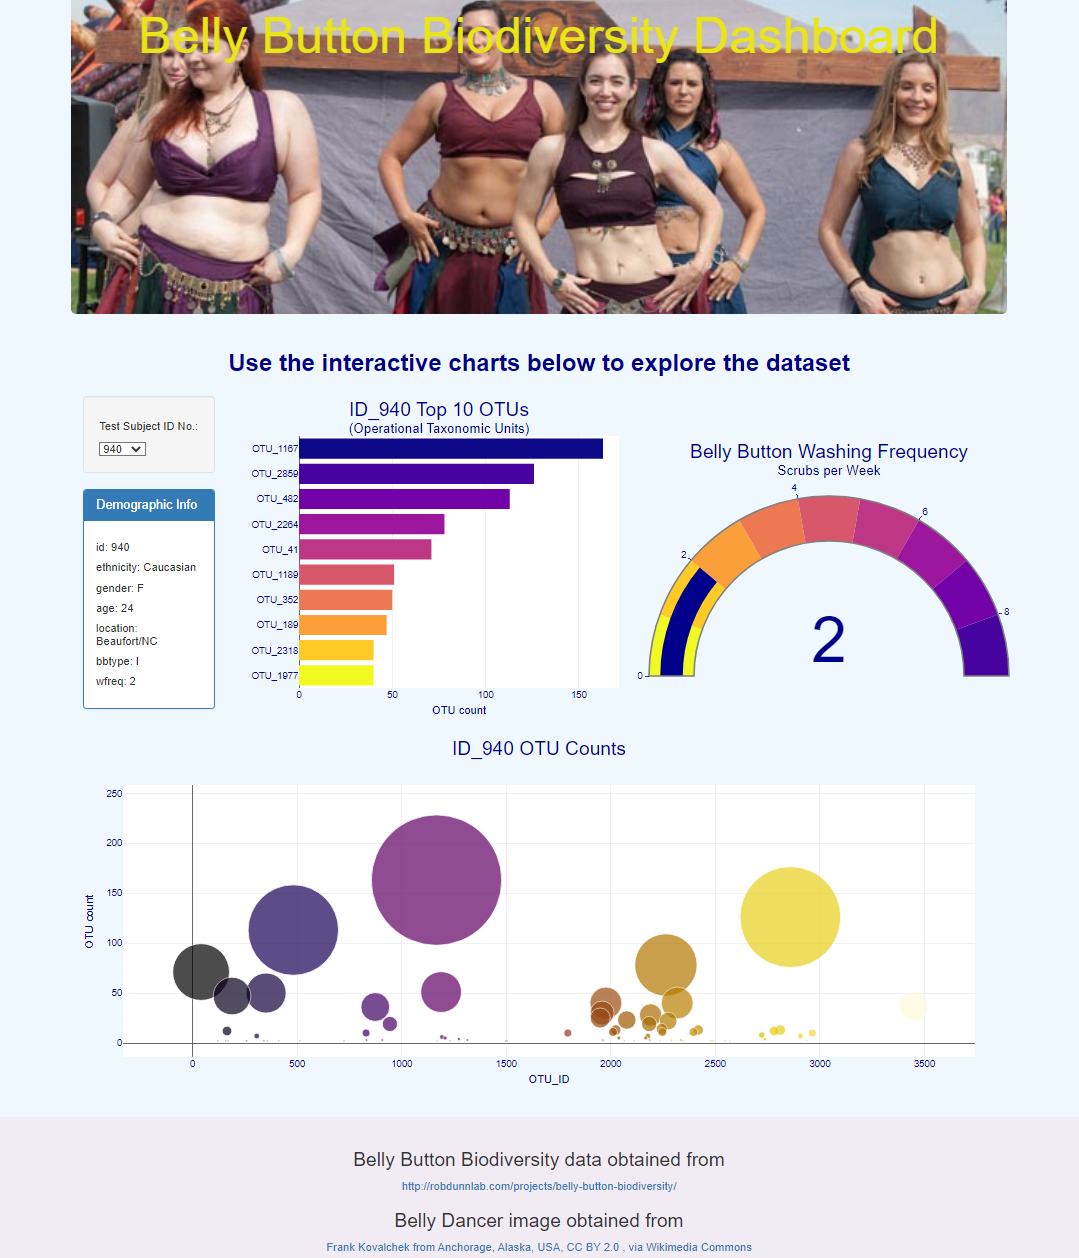 Belly Button Biodiversity Dashboard
Use the interactive charts below to explore the dataset
Test Subject ID No.:
940
Demographic Info
id: 940
ethnicity: Caucasian
gender: F
age: 24
location:
Beaufort/NC
bbtype: I
wfreq: 2
ID_940 Top 10 OTUs
(Operational Taxonomic Units)
OTU_1167
OTU_2859
OTU_482
OTU_2264
OTU_41
OTU_1189
OTU_352
OTU_189
OTU_2318
OTU_1977
0 50 100 150
OTU count
Belly Button Washing Frequency
Scrubs per Week
0
2
4
6
8
2
ID_940 OTU Counts
250
200
150
100
50
0
OTU count
0 500 1000 1500 2000 2500 3000 3500
OTU_ID
Belly Button Biodiversity data obtained from
http://robdunnlab.com/projects/belly-button-biodiversity/
Belly Dancer image obtained from
Frank Kovalchek from Anchorage, Alaska, USA, CC BY 2.0 , via Wikimedia Commons